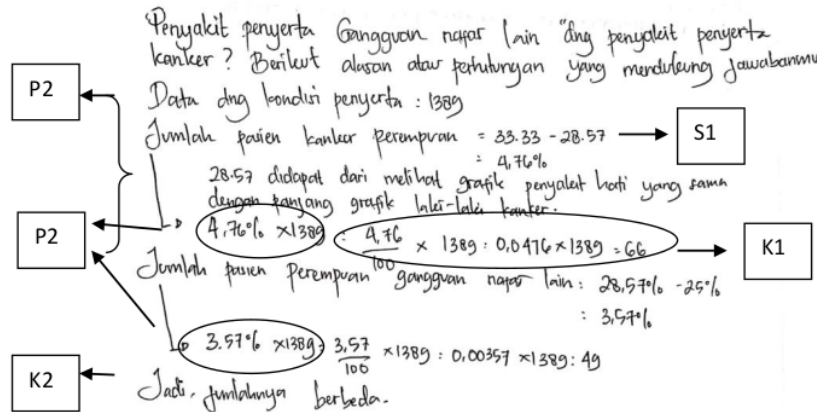 Penyakit penyerta Gangguan nafas lain "dng penyakit penyerta
kanker? Berikut alasan atau perhitungan yang mendukung jawabanmu
P2
Data dng kondisi penyerta : 1389
Jumlah pasien kanker perempuan = 33.33 - 28.57
S1
: 4,76%
28.57 didapat dari melihat grafik penyakit hati yang sama
dengan panjang grafik laki-laki kanker.
P2
4,76% ×1389 : 4,76/100 × 1389 : 0,0476 ×1389 = 66
K1
Jumlah pasien perempuan gangguan nafas lain : 28,57% - 25%
: 3,57%
3.57% ×1389 : 3,57/100 ×1389 : 0,00357 ×1389 : 49
K2
Jadi, jumlahnya berbeda.